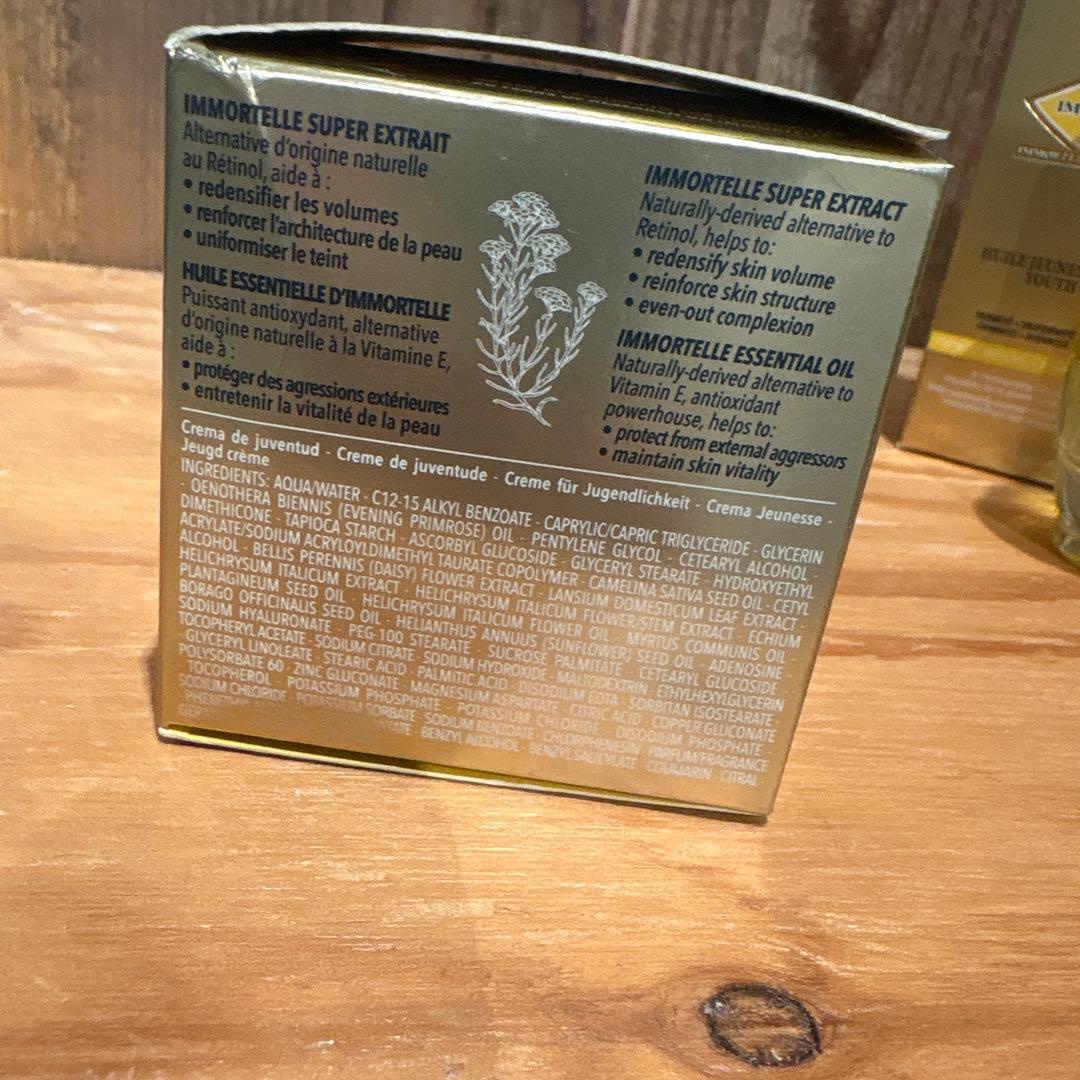 IMMORTELLE SUPER EXTRAIT
Alternative d'origine naturelle
au Rétinol, aide à :
• redensifier les volumes
• renforcer l'architecture de la peau
• uniformiser le teint
HUILE ESSENTIELLE D'IMMORTELLE
Puissant antioxydant, alternative
d'origine naturelle à la Vitamine E,
aide à :
• protéger des agressions extérieures
• entretenir la vitalité de la peau
IMMORTELLE SUPER EXTRACT
Naturally-derived alternative to
Retinol, helps to:
• redensify skin volume
• reinforce skin structure
• even-out complexion
IMMORTELLE ESSENTIAL OIL
Naturally-derived alternative to
Vitamin E, antioxidant
powerhouse, helps to:
• protect from external aggressors
• maintain skin vitality
Crema de juventud - Creme de juventude - Creme für Jugendlichkeit - Crema Jeunesse -
Jeugd crème
INGREDIENTS: AQUA/WATER - C12-15 ALKYL BENZOATE - CAPRYLIC/CAPRIC TRIGLYCERIDE - GLYCERIN
- OENOTHERA BIENNIS (EVENING PRIMROSE) OIL - PENTYLENE GLYCOL - CETEARYL ALCOHOL -
DIMETHICONE - TAPIOCA STARCH - ASCORBYL GLUCOSIDE - GLYCERYL STEARATE - HYDROXYETHYL
ACRYLATE/SODIUM ACRYLOYLDIMETHYL TAURATE COPOLYMER - CAMELINA SATIVA SEED OIL - CETYL
ALCOHOL - BELLIS PERENNIS (DAISY) FLOWER EXTRACT - LANSIUM DOMESTICUM LEAF EXTRACT -
HELICHRYSUM ITALICUM EXTRACT - HELICHRYSUM ITALICUM FLOWER/STEM EXTRACT - ECHIUM
PLANTAGINEUM SEED OIL - HELICHRYSUM ITALICUM FLOWER OIL - MYRTUS COMMUNIS OIL -
BORAGO OFFICINALIS SEED OIL - HELIANTHUS ANNUUS (SUNFLOWER) SEED OIL - ADENOSINE
SODIUM HYALURONATE - PEG-100 STEARATE - SUCROSE PALMITATE - CETEARYL GLUCOSIDE -
TOCOPHERYL ACETATE - SODIUM CITRATE - SODIUM HYDROXIDE - MALTODEXTRIN - ETHYLHEXYLGLYCERIN
- GLYCERYL LINOLEATE - STEARIC ACID - PALMITIC ACID - DISODIUM EDTA - SORBITAN ISOSTEARATE -
POLYSORBATE 60 - ZINC GLUCONATE - MAGNESIUM ASPARTATE - CITRIC ACID - COPPER GLUCONATE
- TOCOPHEROL - POTASSIUM PHOSPHATE - POTASSIUM CHLORIDE - DISODIUM PHOSPHATE -
SODIUM CHLORIDE - POTASSIUM SORBATE - SODIUM BENZOATE - CHLORPHENESIN - PARFUM/FRAGRANCE
BENZYL ALCOHOL - BENZYL SALICYLATE - COUMARIN - CITRAL
HUILE
YOUTH